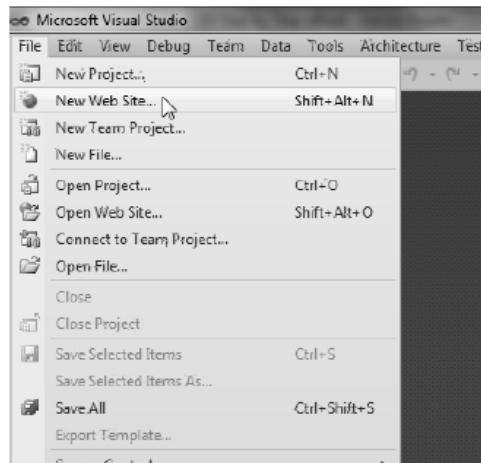 Microsoft Visual Studio
File Edit View Debug Team Data Tools Architecture Test
New Project... Ctrl+N
New Web Site... Shift+Alt+N
New Team Project...
New File...
Open Project... Ctrl+O
Open Web Site... Shift+Alt+O
Connect to Team Project...
Open File...
Close
Close Project
Save Selected Items Ctrl+S
Save Selected Items As...
Save All Ctrl+Shift+S
Export Template...